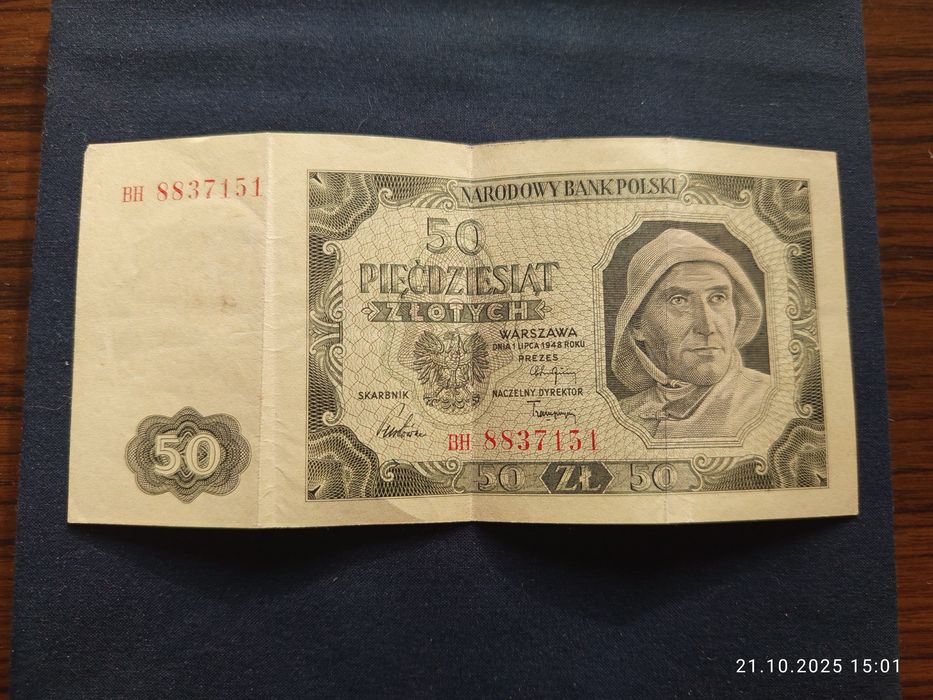 BH 8837151
NARODOWY BANK POLSKI
50
PIĘĆDZIESIĄT
ZŁOTYCH
WARSZAWA
DNIA 1 LIPCA 1948 ROKU
PREZES
SKARBNIK
NACZELNY DYREKTOR
BH 8837151
50
50 ZŁ 50
21.10.2025 15:01